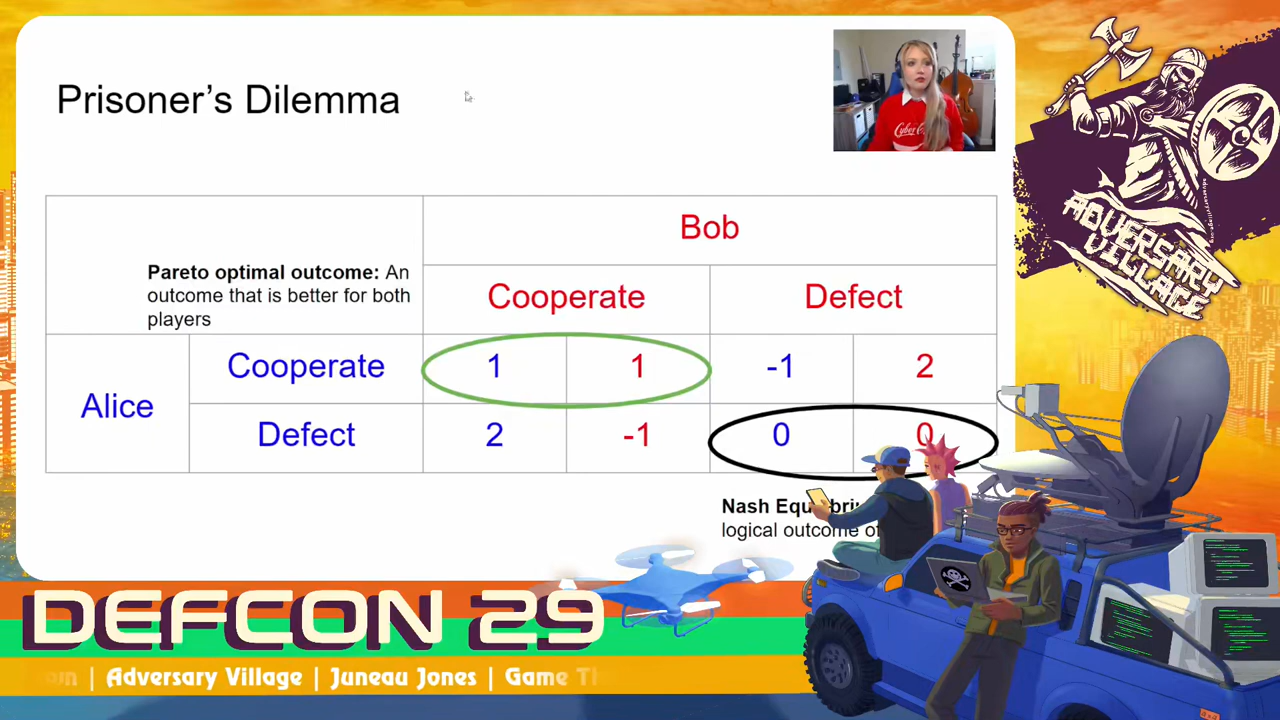 Prisoner's Dilemma
Bob
Pareto optimal outcome: An
outcome that is better for both
players
Cooperate
Defect
Alice
Cooperate
1
1
-1
2
Defect
2
-1
0
0
Nash
logical outcome
DEFCON 29
| Adversary Village | Juneau Jones | Game
ADVERSARY
VILLAGE